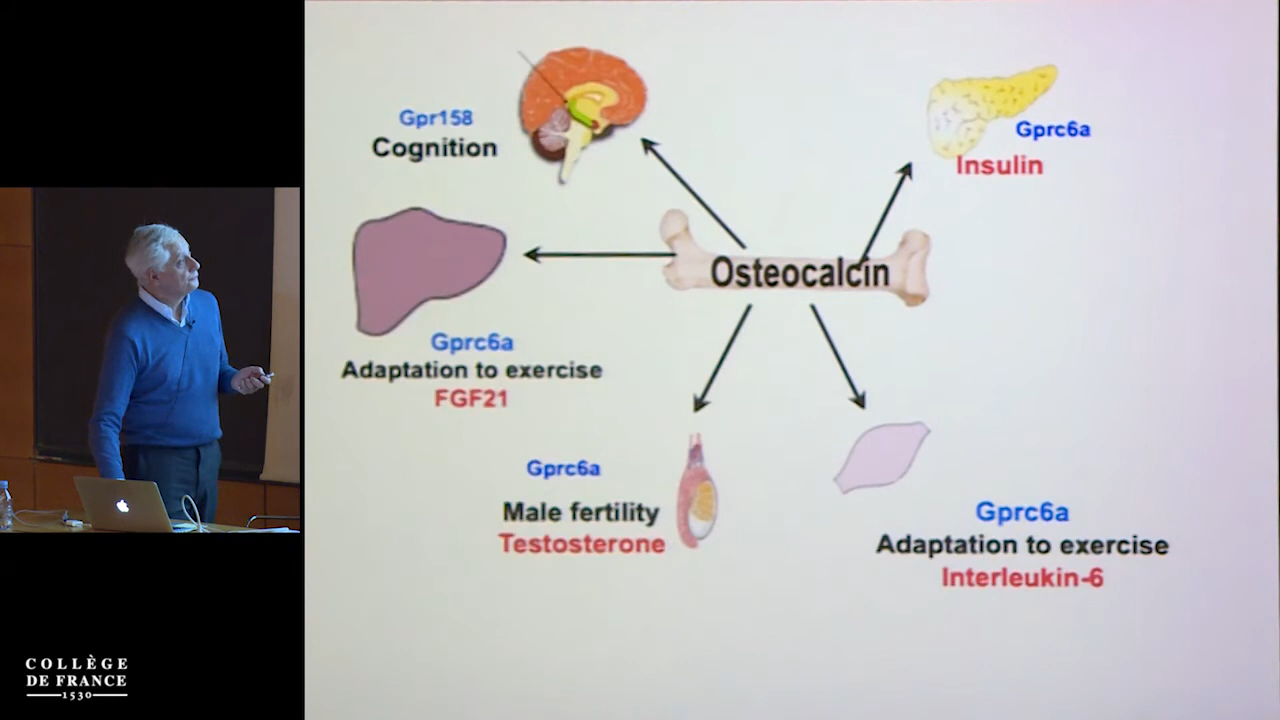 Gpr158
Cognition
Gprc6a
Insulin
Osteocalcin
Gprc6a
Adaptation to exercise
FGF21
Gprc6a
Male fertility
Testosterone
Gprc6a
Adaptation to exercise
Interleukin-6
COLLÈGE
DE FRANCE
1530